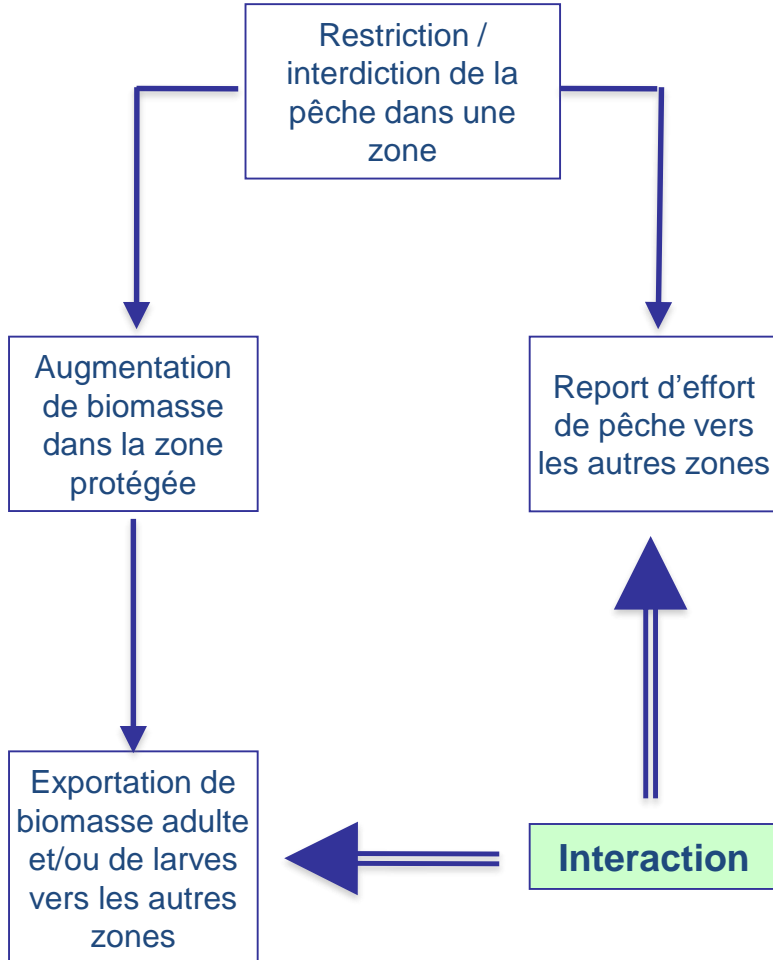 Restriction /
interdiction de la
pêche dans une
zone
Augmentation
de biomasse
dans la zone
protégée
Report d’effort
de pêche vers
les autres zones
Exportation de
biomasse adulte
et/ou de larves
vers les autres
zones
Interaction